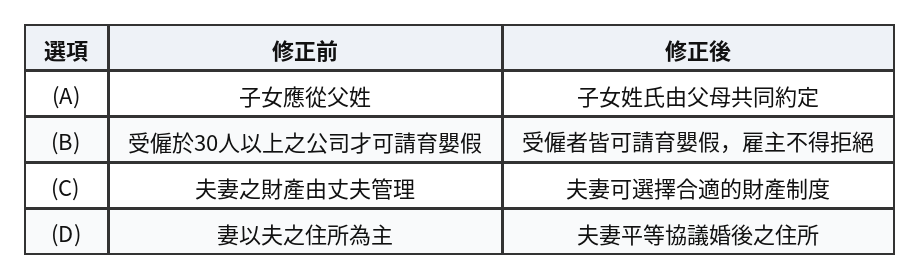 選項 修正前 修正後
(A) 子女應從父姓 子女姓氏由父母共同約定
(B) 受僱於30人以上之公司才可請育嬰假 受僱者皆可請育嬰假，雇主不得拒絕
(C) 夫妻之財產由丈夫管理 夫妻可選擇合適的財產制度
(D) 妻以夫之住所為主 夫妻平等協議婚後之住所